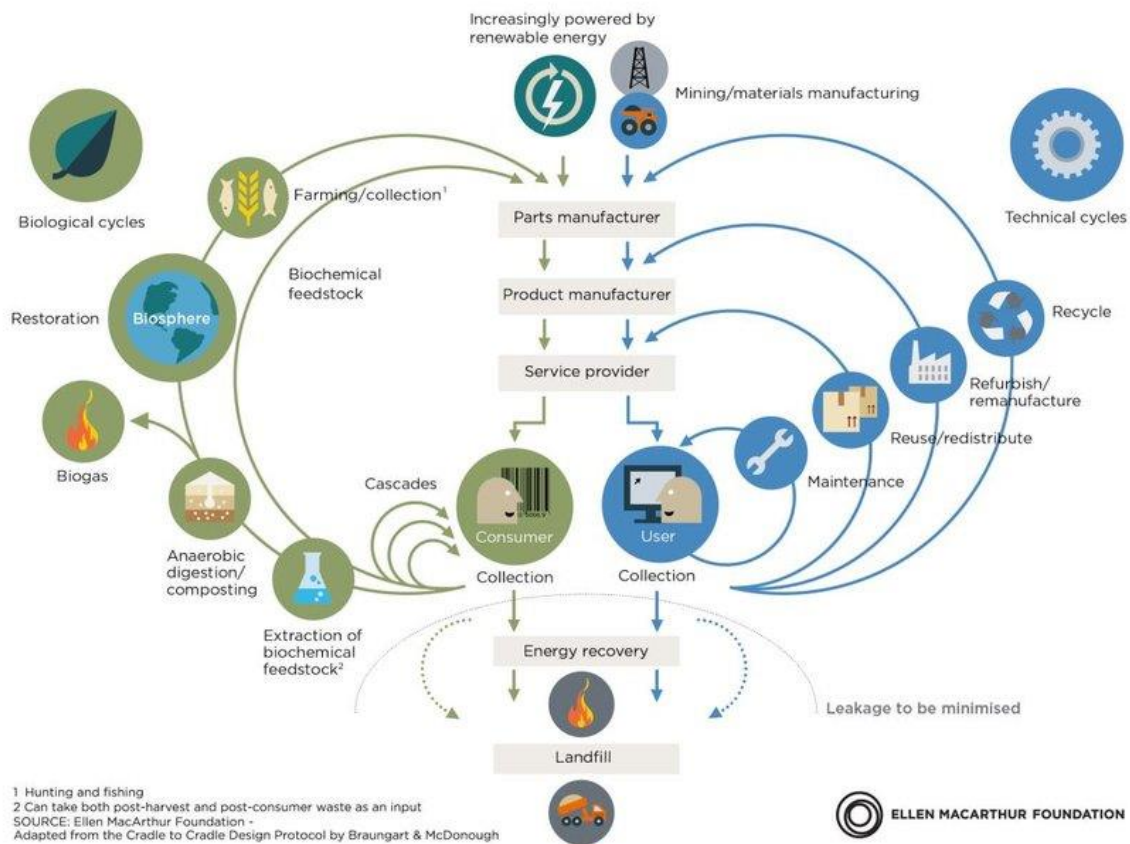 Increasingly powered by
renewable energy
Mining/materials manufacturing
Biological cycles
Farming/collection¹
Technical cycles
Parts manufacturer
Biochemical
feedstock
Product manufacturer
Restoration
Biosphere
Recycle
Service provider
Refurbish/
remanufacture
Reuse/redistribute
Biogas
Cascades
Maintenance
Consumer
User
Anaerobic
digestion/
composting
Collection
Collection
Extraction of
biochemical
feedstock²
Energy recovery
Leakage to be minimised
Landfill
1 Hunting and fishing
2 Can take both post-harvest and post-consumer waste as an input
SOURCE: Ellen MacArthur Foundation -
Adapted from the Cradle to Cradle Design Protocol by Braungart & McDonough
ELLEN MACARTHUR FOUNDATION